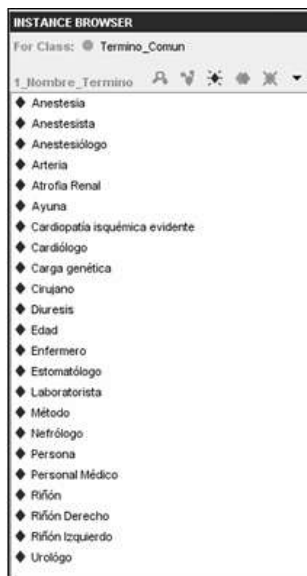 INSTANCE BROWSER
For Class: Termino_Comun
1_Nombre_Termino
Anestesia
Anestesista
Anestesiólogo
Arteria
Atrofia Renal
Ayuna
Cardiopatía isquémica evidente
Cardiólogo
Carga genética
Cirujano
Diuresis
Edad
Enfermero
Estomatólogo
Laboratorista
Método
Nefrólogo
Persona
Personal Médico
Riñón
Riñón Derecho
Riñón Izquierdo
Urológo